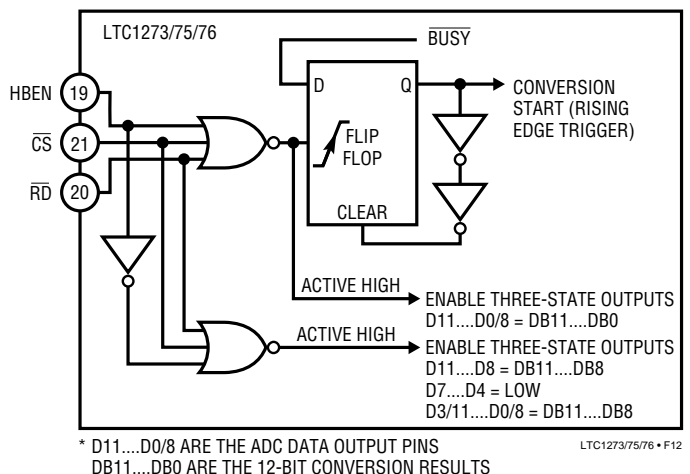 LTC1273/75/76
BUSY
HBEN 19
D Q
CONVERSION
START (RISING
EDGE TRIGGER)
CS 21
FLIP
FLOP
RD 20
CLEAR
ACTIVE HIGH
ENABLE THREE-STATE OUTPUTS
D11....D0/8 = DB11....DB0
ACTIVE HIGH
ENABLE THREE-STATE OUTPUTS
D11....D8 = DB11....DB8
D7....D4 = LOW
D3/11....D0/8 = DB11....DB8
* D11....D0/8 ARE THE ADC DATA OUTPUT PINS
DB11....DB0 ARE THE 12-BIT CONVERSION RESULTS
LTC1273/75/76 • F12